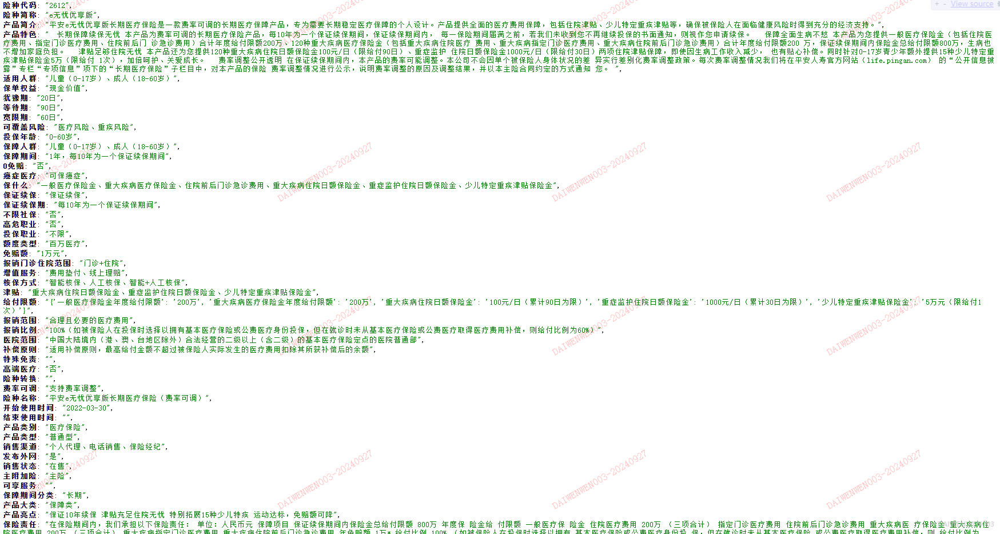 + - View source
险种代码: "2612",
险种简称: "e无忧优享版",
产品简介: "平安e无忧优享版长期医疗保险是一款费率可调的长期医疗保障产品，专为需要长期稳定医疗保障的个人设计。产品提供全面的医疗费用保障，包括住院津贴、少儿特定重疾津贴等，确保被保险人在面临健康风险时得到充分的经济支持。",
产品特色: " 长期保障续保无忧 本产品为费率可调的长期医疗保险产品，每10年为一个保证续保期间，保证续保期间内， 每一保险期间届满之前，若我们未收到您不再继续投保的书面通知，则视作您申请续保。 保障全面生病不愁 本产品为您提供一般医疗保险金（包括住院医
疗费用、指定门诊医疗费用、住院前后门 诊急诊费用）合计年度给付限额200万、120种重大疾病医疗保险金（包括重大疾病住院医疗 费用、重大疾病指定门诊医疗费用、重大疾病住院前后门诊急诊费用）合计年度给付限额200 万，保证续保期间内保险金总给付限额800万，生病也
不增加家庭负担。 津贴足够住院无忧 本产品还为您提供120种重大疾病住院日额保险金100元/日（限给付90日）、重症监护 住院日额保险金1000元/日（限给付30日）两项住院津贴保障，即使因生病工作收入减少， 也有贴心补偿。同时针对0-17岁青少年额外提供15种少儿特定重
疾津贴保险金5万（限给付 1次），加倍呵护、关爱成长。 费率调整公开透明 在保证续保期间内，本产品的费率可能调整。本公司不会因单个被保险人身体状况的差 异实行差别化费率调整政策。每次费率调整情况我们将在平安人寿官方网站（life.pingan.com） 的“公开信息披
露”专栏“专项信息”项下的“长期医疗保险”子栏目中，对本产品的保险 费率调整情况进行公示，说明费率调整的原因及调整结果，并以本主险合同约定的方式通知 您。 ",
适用人群: "儿童（0-17岁）、成人（18-60岁）",
保单权益: "现金价值",
犹豫期: "20日",
等待期: "90日",
宽限期: "60日",
可覆盖风险: "医疗风险、重疾风险",
投保年龄: "0-60岁",
保障人群: "儿童（0-17岁）、成人（18-60岁）",
保障期间: "1年，每10年为一个保证续保期间",
0免赔: "否",
癌症医疗: "可保癌症",
保什么: "一般医疗保险金、重大疾病医疗保险金、住院前后门诊急诊费用、重大疾病住院日额保险金、重症监护住院日额保险金、少儿特定重疾津贴保险金",
保证续保: "保证续保",
保证续保期: "每10年为一个保证续保期间",
不限社保: "否",
高危职业: "否",
投保职业: "不限",
额度类型: "百万医疗",
免赔额: "1万元",
报销门诊住院范围: "门诊+住院",
增值服务: "费用垫付、线上理赔",
核保方式: "智能核保、人工核保、智能+人工核保",
津贴: "重大疾病住院日额保险金、重症监护住院日额保险金、少儿特定重疾津贴保险金",
给付限额: "{'一般医疗保险金年度给付限额': '200万', '重大疾病医疗保险金年度给付限额': '200万', '重大疾病住院日额保险金': '100元/日（累计90日为限）', '重症监护住院日额保险金': '1000元/日（累计30日为限）', '少儿特定重疾津贴保险金': '5万元（限给付1
次）'}",
报销范围: "合理且必要的医疗费用",
报销比例: "100%（如被保险人在投保时选择以拥有基本医疗保险或公费医疗身份投保，但在就诊时未从基本医疗保险或公费医疗取得医疗费用补偿，则给付比例为60%）",
医院范围: "中国大陆境内（港、澳、台地区除外）合法经营的二级以上（含二级）的基本医疗保险定点的医院普通部",
补偿原则: "适用补偿原则，最高给付金额不超过被保险人实际发生的医疗费用扣除其所获补偿后的余额",
特殊免责: "",
高端医疗: "否",
险种转换: "",
费率可调: "支持费率调整",
险种名称: "平安e无忧优享版长期医疗保险（费率可调）",
开始使用时间: "2022-03-30",
结束使用时间: "",
产品类别: "医疗保险",
产品类型: "普通型",
销售渠道: "个人代理、电话销售、保险经纪",
发布外网: "是",
销售状态: "在售",
主附加险: "主险",
可享服务: "",
保障期间分类: "长期",
产品大类: "保障类",
产品亮点: "保证10年续保 津贴充足住院无忧 特别拓展15种少儿特疾 运动达标，免赔额可降",
保险责任: "在保险期间内，我们承担以下保险责任： 单位：人民币元 保障项目 保证续保期间内保险金总给付限额 800万 年度保 险金给 付限额 一般医疗保 险金 住院医疗费用 200万 （三项合计） 指定门诊医疗费用 住院前后门诊急诊费用 重大疾病医 疗保险金 重大疾病住
院医疗费用 200万 （三项合计） 重大疾病指定门诊医疗费用 重大疾病住院前后门诊急诊费用 年免赔额 1万* 给付比例 100% （如被保险人在投保时选择以拥有 基本医疗保险或公费医疗身份投 保，但在就诊时未从基本医疗保险 或公费医疗取得医疗费用补偿，则 给付比例为
DAIWENWEN003-20240927
DAIWENWEN003-20240927
DAIWENWEN003-20240927
DAIWENWEN003-20240927
DAIWENWEN003-20240927
DAIWENWEN003-20240927
DAIWENWEN003-20240927
DAIWENWEN003-20240927
DAIWENWEN003-20240927